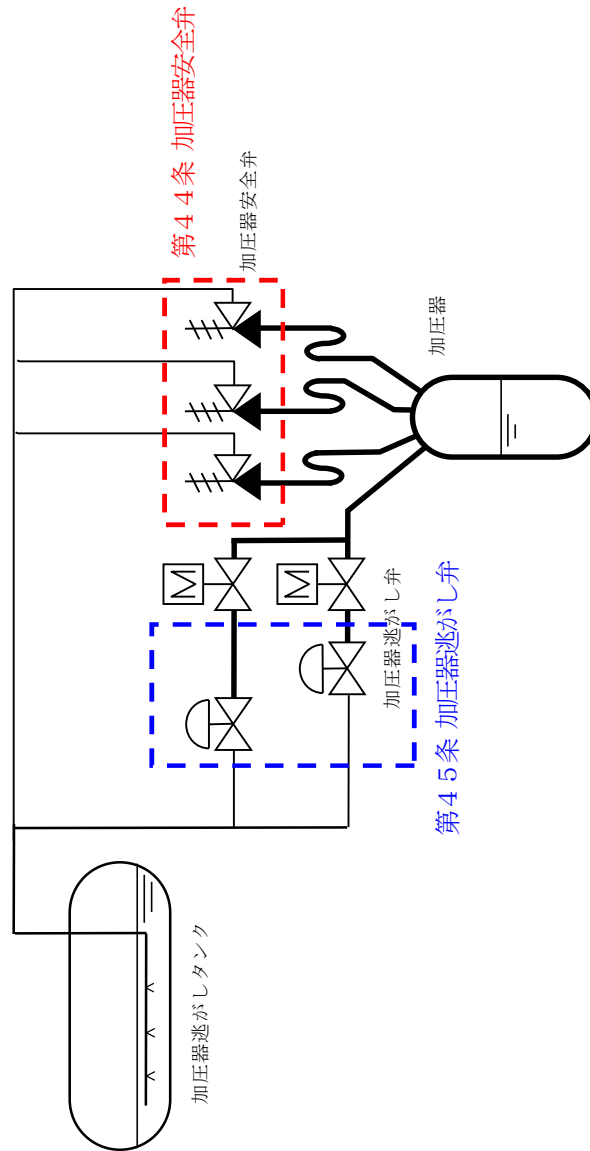 第４４条 加圧器安全弁
加圧器安全弁
加圧器
M
M
加圧器逃がし弁
第４５条 加圧器逃がし弁
加圧器逃がしタンク